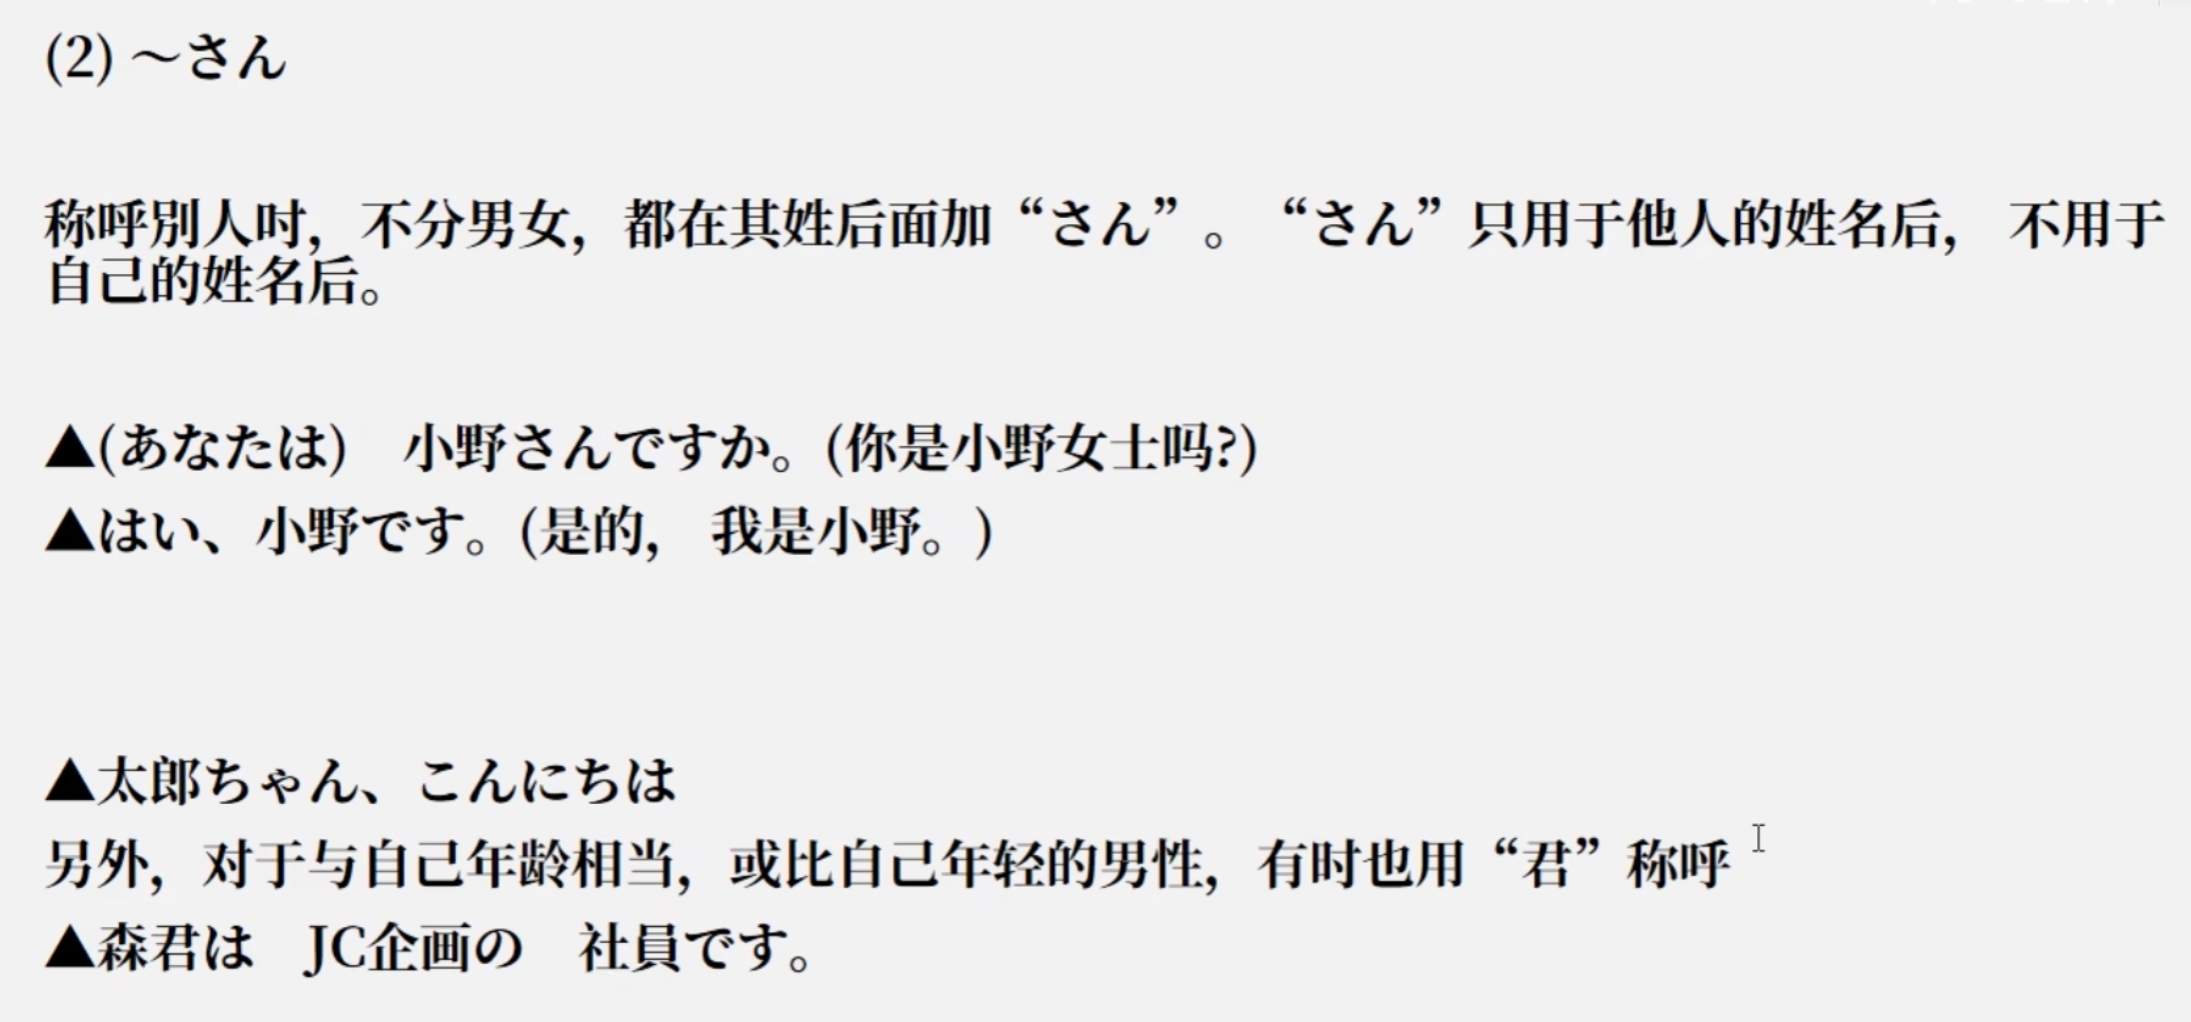 (2) ～さん
称呼别人吋，不分男女，都在其姓后面加“さん”。“さん”只用于他人的姓名后， 不用于
自己的姓名后。
▲(あなたは)　小野さんですか。(你是小野女士吗?)
▲はい、小野です。(是的， 我是小野。)
▲太郎ちゃん、こんにちは
另外，对于与自己年龄相当，或比自己年轻的男性，有时也用“君”称呼
▲森君は　JC企画の　社員です。